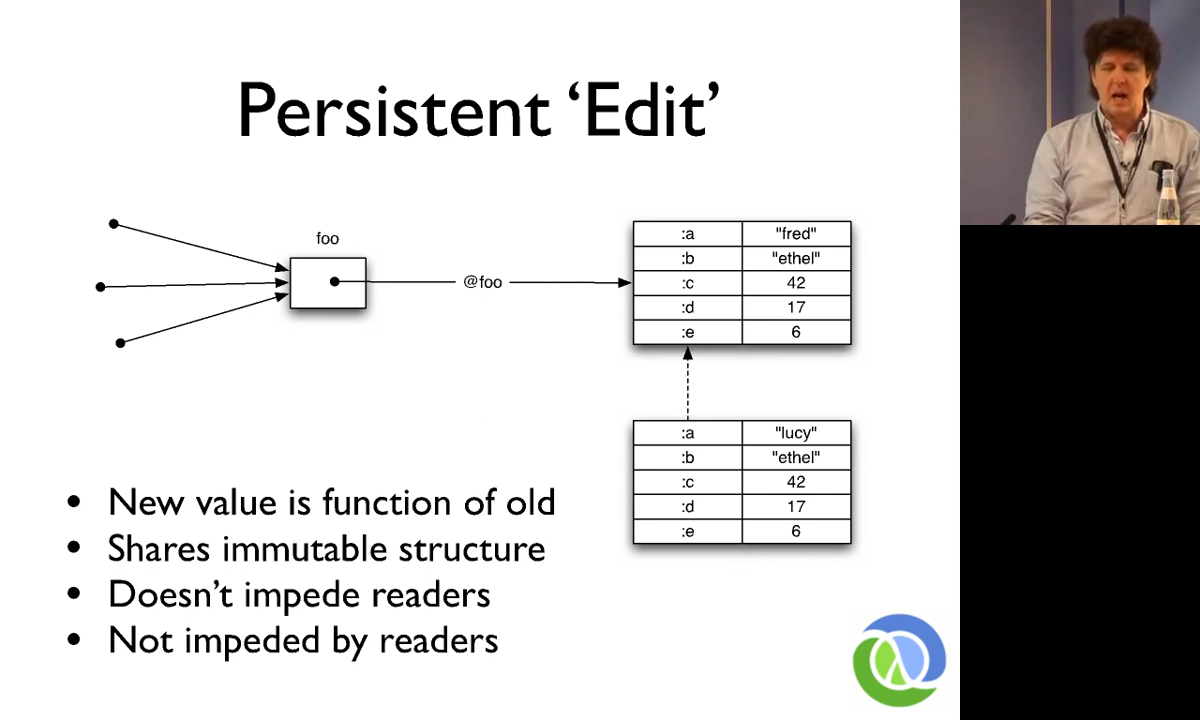 Persistent ‘Edit’
foo
@foo
:a "fred"
:b "ethel"
:c 42
:d 17
:e 6
:a "lucy"
:b "ethel"
:c 42
:d 17
:e 6
• New value is function of old
• Shares immutable structure
• Doesn’t impede readers
• Not impeded by readers